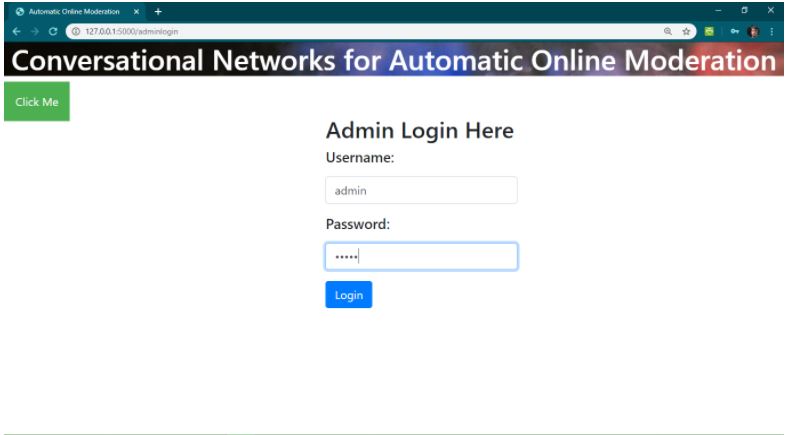 Automatic Online Moderation
127.0.0.1:5000/adminlogin
Conversational Networks for Automatic Online Moderation
Click Me
Admin Login Here
Username:
admin
Password:
•••••
Login